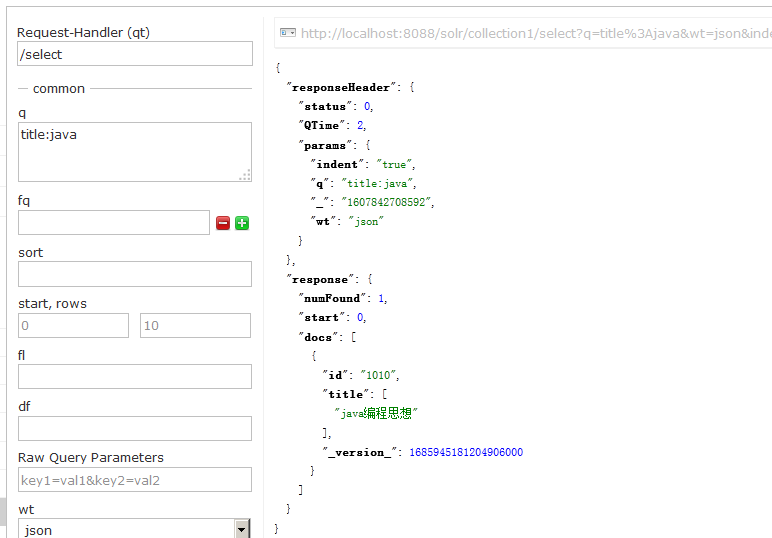 Request-Handler (qt)
/select
common
q
title:java
fq
sort
start, rows
0
10
fl
df
Raw Query Parameters
key1=val1&key2=val2
wt
json
http://localhost:8088/solr/collection1/select?q=title%3Ajava&wt=json&inde
{
"responseHeader": {
"status": 0,
"QTime": 2,
"params": {
"indent": "true",
"q": "title:java",
"_": "1607842708592",
"wt": "json"
}
},
"response": {
"numFound": 1,
"start": 0,
"docs": [
{
"id": "1010",
"title": [
"java编程思想"
],
"_version_": 1685945181204906000
}
]
}
}